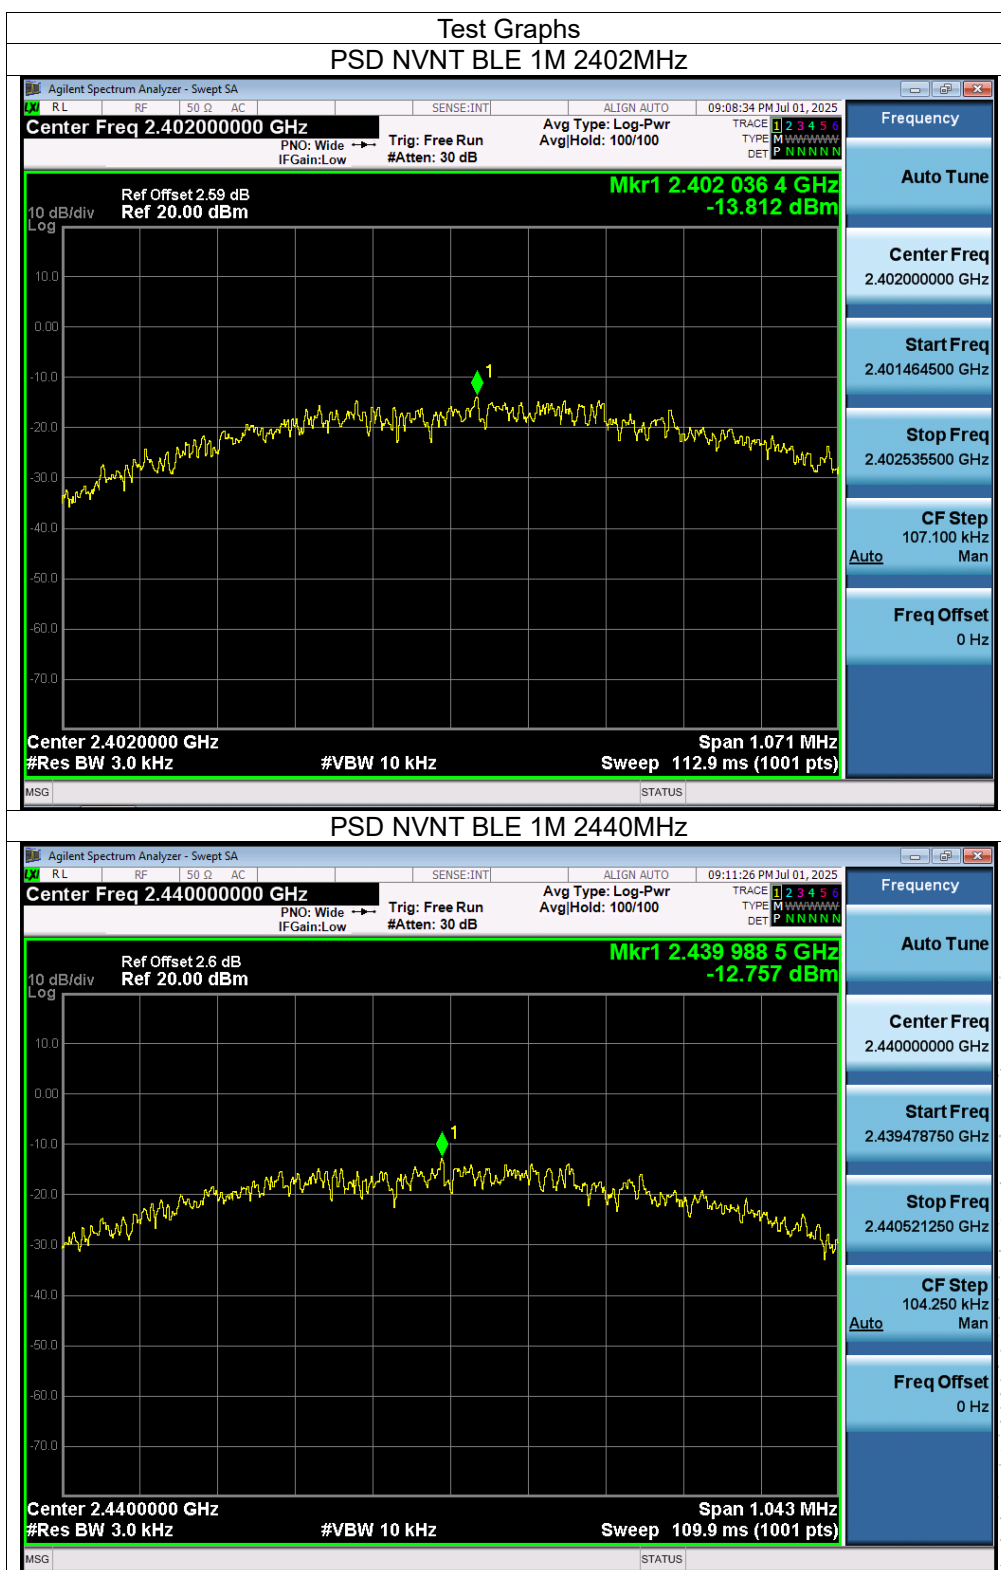 Test Graphs
PSD NVNT BLE 1M 2402MHz
Agilent Spectrum Analyzer - Swept SA
LXI RL RF 50 Ω AC SENSE:INT ALIGN AUTO 09:08:34 PM Jul 01, 2025
Center Freq 2.402000000 GHz
PNO: Wide
IFGain:Low
Trig: Free Run
#Atten: 30 dB
Avg Type: Log-Pwr
Avg|Hold: 100/100
TRACE 1 2 3 4 5 6
TYPE M W W W W W
DET P N N N N N
Frequency
Auto Tune
Center Freq
2.402000000 GHz
Start Freq
2.401464500 GHz
Stop Freq
2.402535500 GHz
CF Step
107.100 kHz
Auto Man
Freq Offset
0 Hz
Mkr1 2.402 036 4 GHz
-13.812 dBm
Ref Offset 2.59 dB
10 dB/div Ref 20.00 dBm
Log
10.0
0.00
-10.0
-20.0
-30.0
-40.0
-50.0
-60.0
-70.0
1
Center 2.4020000 GHz Span 1.071 MHz
#Res BW 3.0 kHz #VBW 10 kHz Sweep 112.9 ms (1001 pts)
MSG STATUS
PSD NVNT BLE 1M 2440MHz
Agilent Spectrum Analyzer - Swept SA
LXI RL RF 50 Ω AC SENSE:INT ALIGN AUTO 09:11:26 PM Jul 01, 2025
Center Freq 2.440000000 GHz
PNO: Wide
IFGain:Low
Trig: Free Run
#Atten: 30 dB
Avg Type: Log-Pwr
Avg|Hold: 100/100
TRACE 1 2 3 4 5 6
TYPE M W W W W W
DET P N N N N N
Frequency
Auto Tune
Center Freq
2.440000000 GHz
Start Freq
2.439478750 GHz
Stop Freq
2.440521250 GHz
CF Step
104.250 kHz
Auto Man
Freq Offset
0 Hz
Mkr1 2.439 988 5 GHz
-12.757 dBm
Ref Offset 2.6 dB
10 dB/div Ref 20.00 dBm
Log
10.0
0.00
-10.0
-20.0
-30.0
-40.0
-50.0
-60.0
-70.0
1
Center 2.4400000 GHz Span 1.043 MHz
#Res BW 3.0 kHz #VBW 10 kHz Sweep 109.9 ms (1001 pts)
MSG STATUS